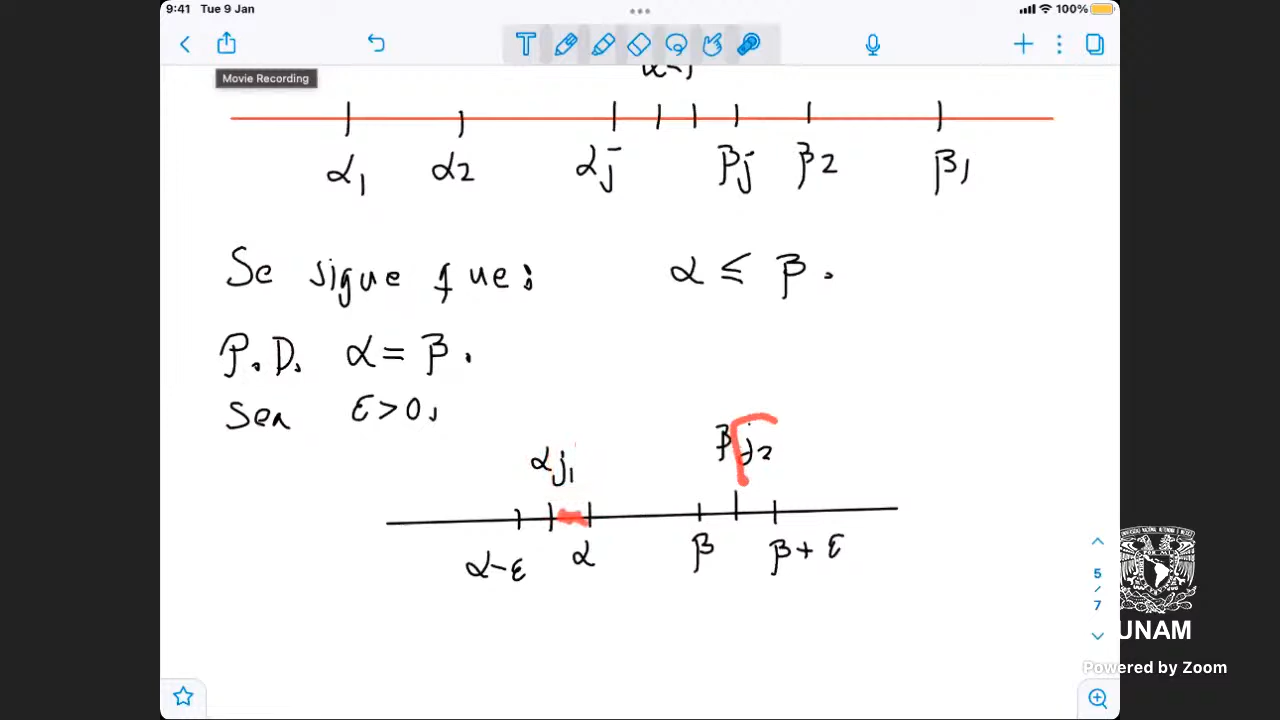 9:41 Tue 9 Jan
100%
Movie Recording
α1 α2 αj βj β2 β1
Se sigue que: α ≤ β.
P.D. α = β.
Sea ε > 0,
αj1 βj2
α-ε α β β+ε
5
7
UNAM
Powered by Zoom